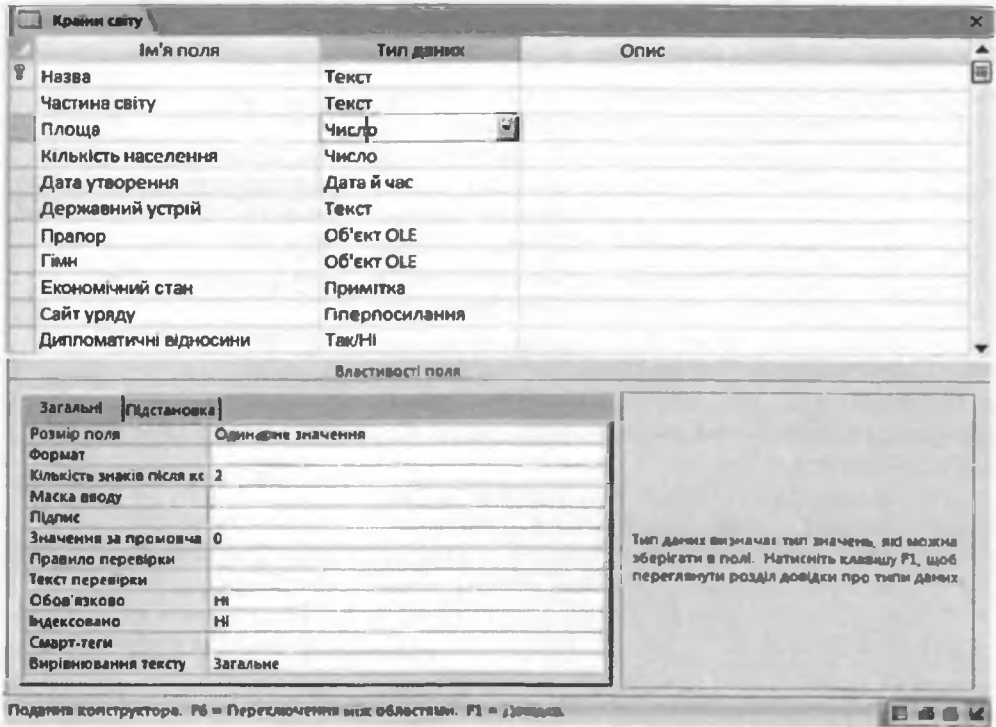 Країни світу
Ім'я поля Тип даних Опис
Назва Текст
Частина світу Текст
Площа Число
Кількість населення Число
Дата утворення Дата й час
Державний устрій Текст
Прапор Об'єкт OLE
Гімн Об'єкт OLE
Економічний стан Примітка
Сайт уряду Гіперпосилання
Дипломатичні відносини Так/Ні
Властивості поля
Загальні Підстановка
Розмір поля Одинарне значення
Формат
Кількість знаків після кс 2
Маска вводу
Підпис
Значення за промовча 0
Правило перевірки
Текст перевірки
Обов'язково Ні
Індексовано Ні
Смарт-теги
Вирівнювання тексту Загальне
Тип даних визначає тип значень, які можна
зберігати в полі. Натисніть клавішу F1, щоб
переглянути розділ довідки про типи даних
Подання конструктора. F6 = Переключення між областями. F1 = Довідка.